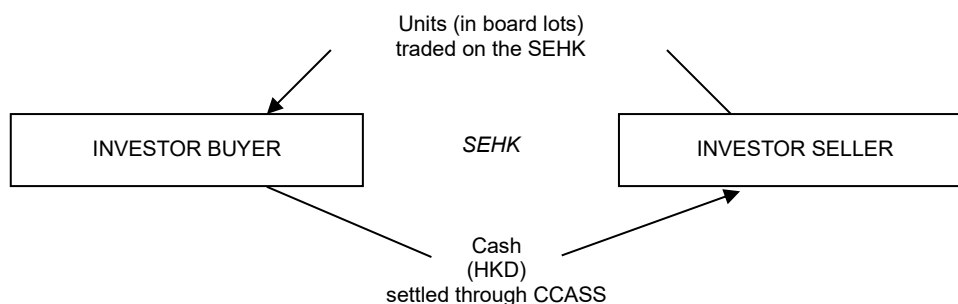 Units (in board lots)
traded on the SEHK
INVESTOR BUYER
SEHK
INVESTOR SELLER
Cash
(HKD)
settled through CCASS